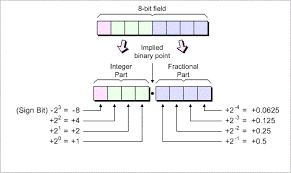 8-bit field
Implied
binary point
Integer
Part
Fractional
Part
(Sign Bit) -2³ = -8
+2² = +4
+2¹ = +2
+2⁰ = +1
+2⁻⁴ = +0.0625
+2⁻³ = +0.125
+2⁻² = +0.25
+2⁻¹ = +0.5